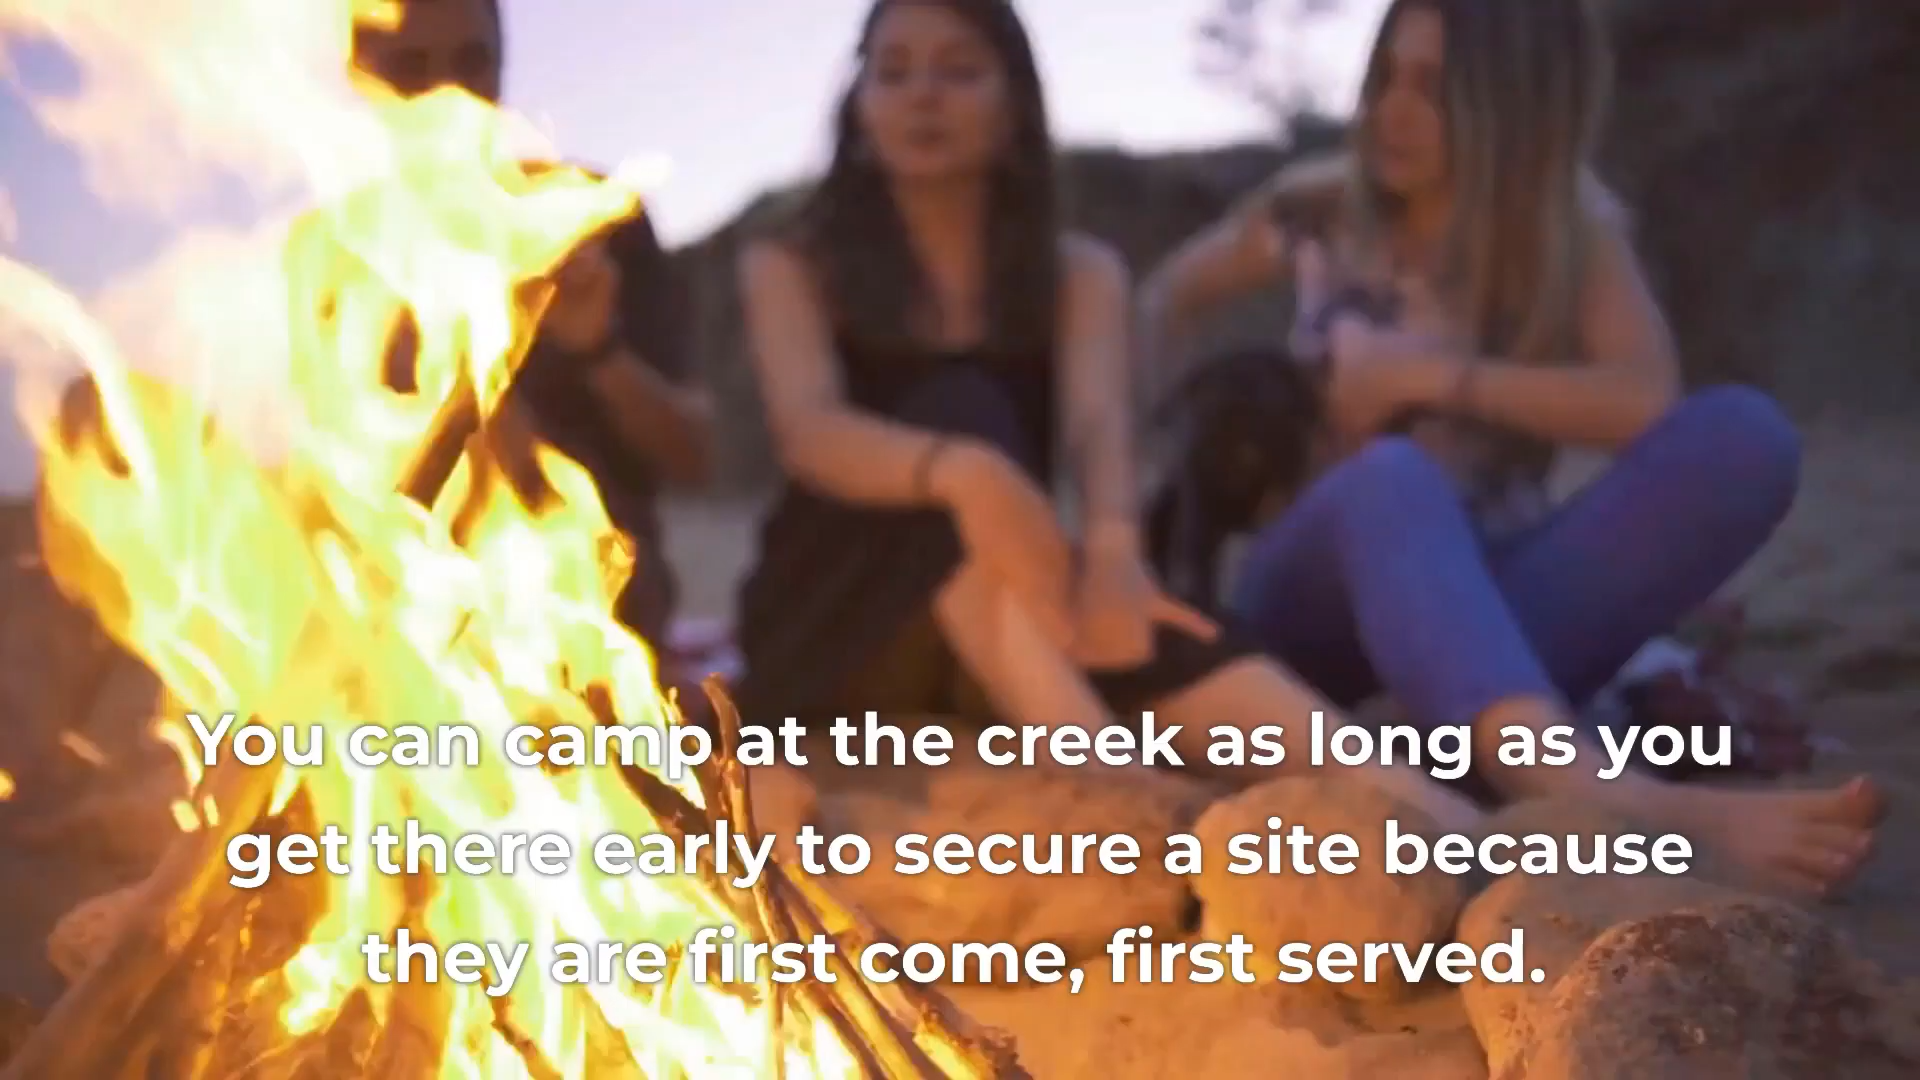 You can camp at the creek as long as you
get there early to secure a site because
they are first come, first served.